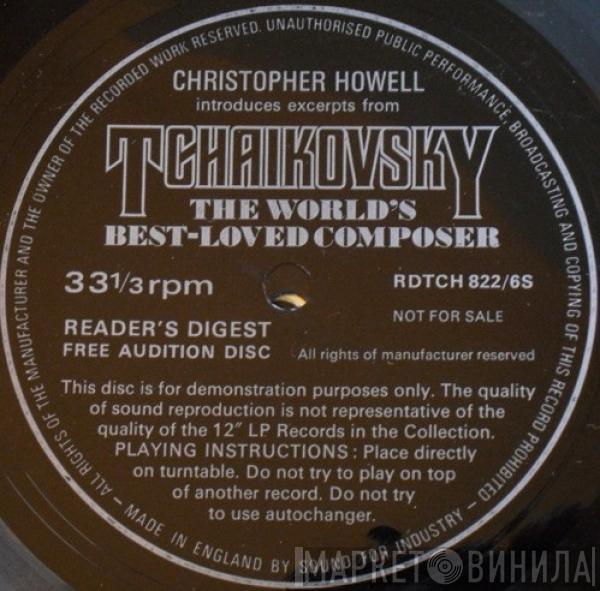 CHRISTOPHER HOWELL
introduces excerpts from
TCHAIKOVSKY
THE WORLD'S
BEST-LOVED COMPOSER
33 1/3 rpm
RDTCH 822/6S
READER'S DIGEST
FREE AUDITION DISC
NOT FOR SALE
All rights of manufacturer reserved
This disc is for demonstration purposes only. The quality
of sound reproduction is not representative of the
quality of the 12″ LP Records in the Collection.
PLAYING INSTRUCTIONS: Place directly
on turntable. Do not try to play on top
of another record. Do not try
to use autochanger.
ALL RIGHTS OF THE MANUFACTURER AND THE OWNER OF THE RECORDED WORK RESERVED. UNAUTHORISED PUBLIC PERFORMANCE, BROADCASTING AND COPYING OF THIS RECORD PROHIBITED –
– MADE IN ENGLAND BY SOUND FOR INDUSTRY –
МАРКЕТ ВИНИЛА